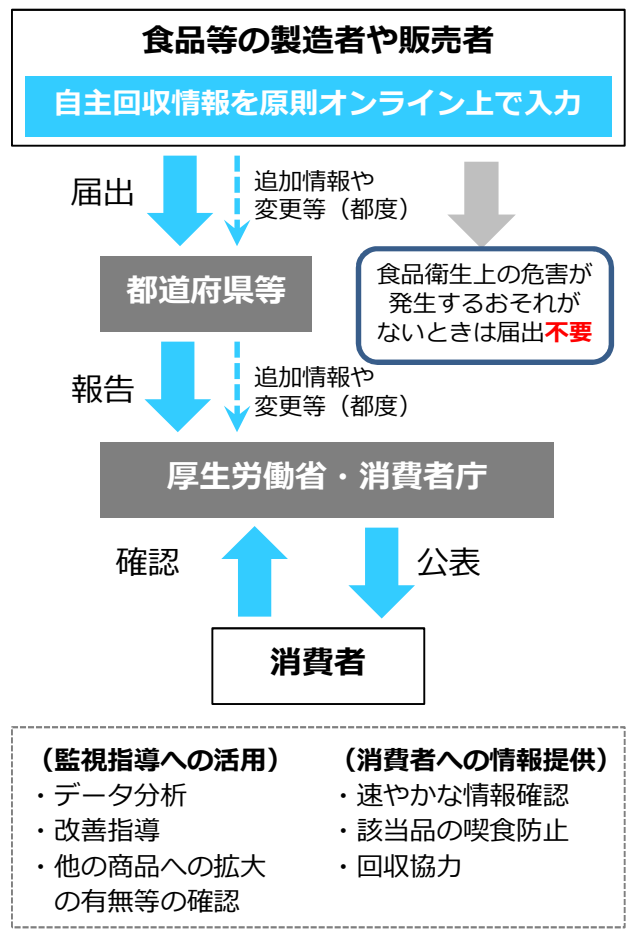 食品等の製造者や販売者
自主回収情報を原則オンライン上で入力
届出
追加情報や
変更等（都度）
食品衛生上の危害が
発生するおそれが
ないときは届出不要
都道府県等
報告
追加情報や
変更等（都度）
厚生労働省・消費者庁
確認
公表
消費者
（監視指導への活用）
・データ分析
・改善指導
・他の商品への拡大
の有無等の確認
（消費者への情報提供）
・速やかな情報確認
・該当品の喫食防止
・回収協力